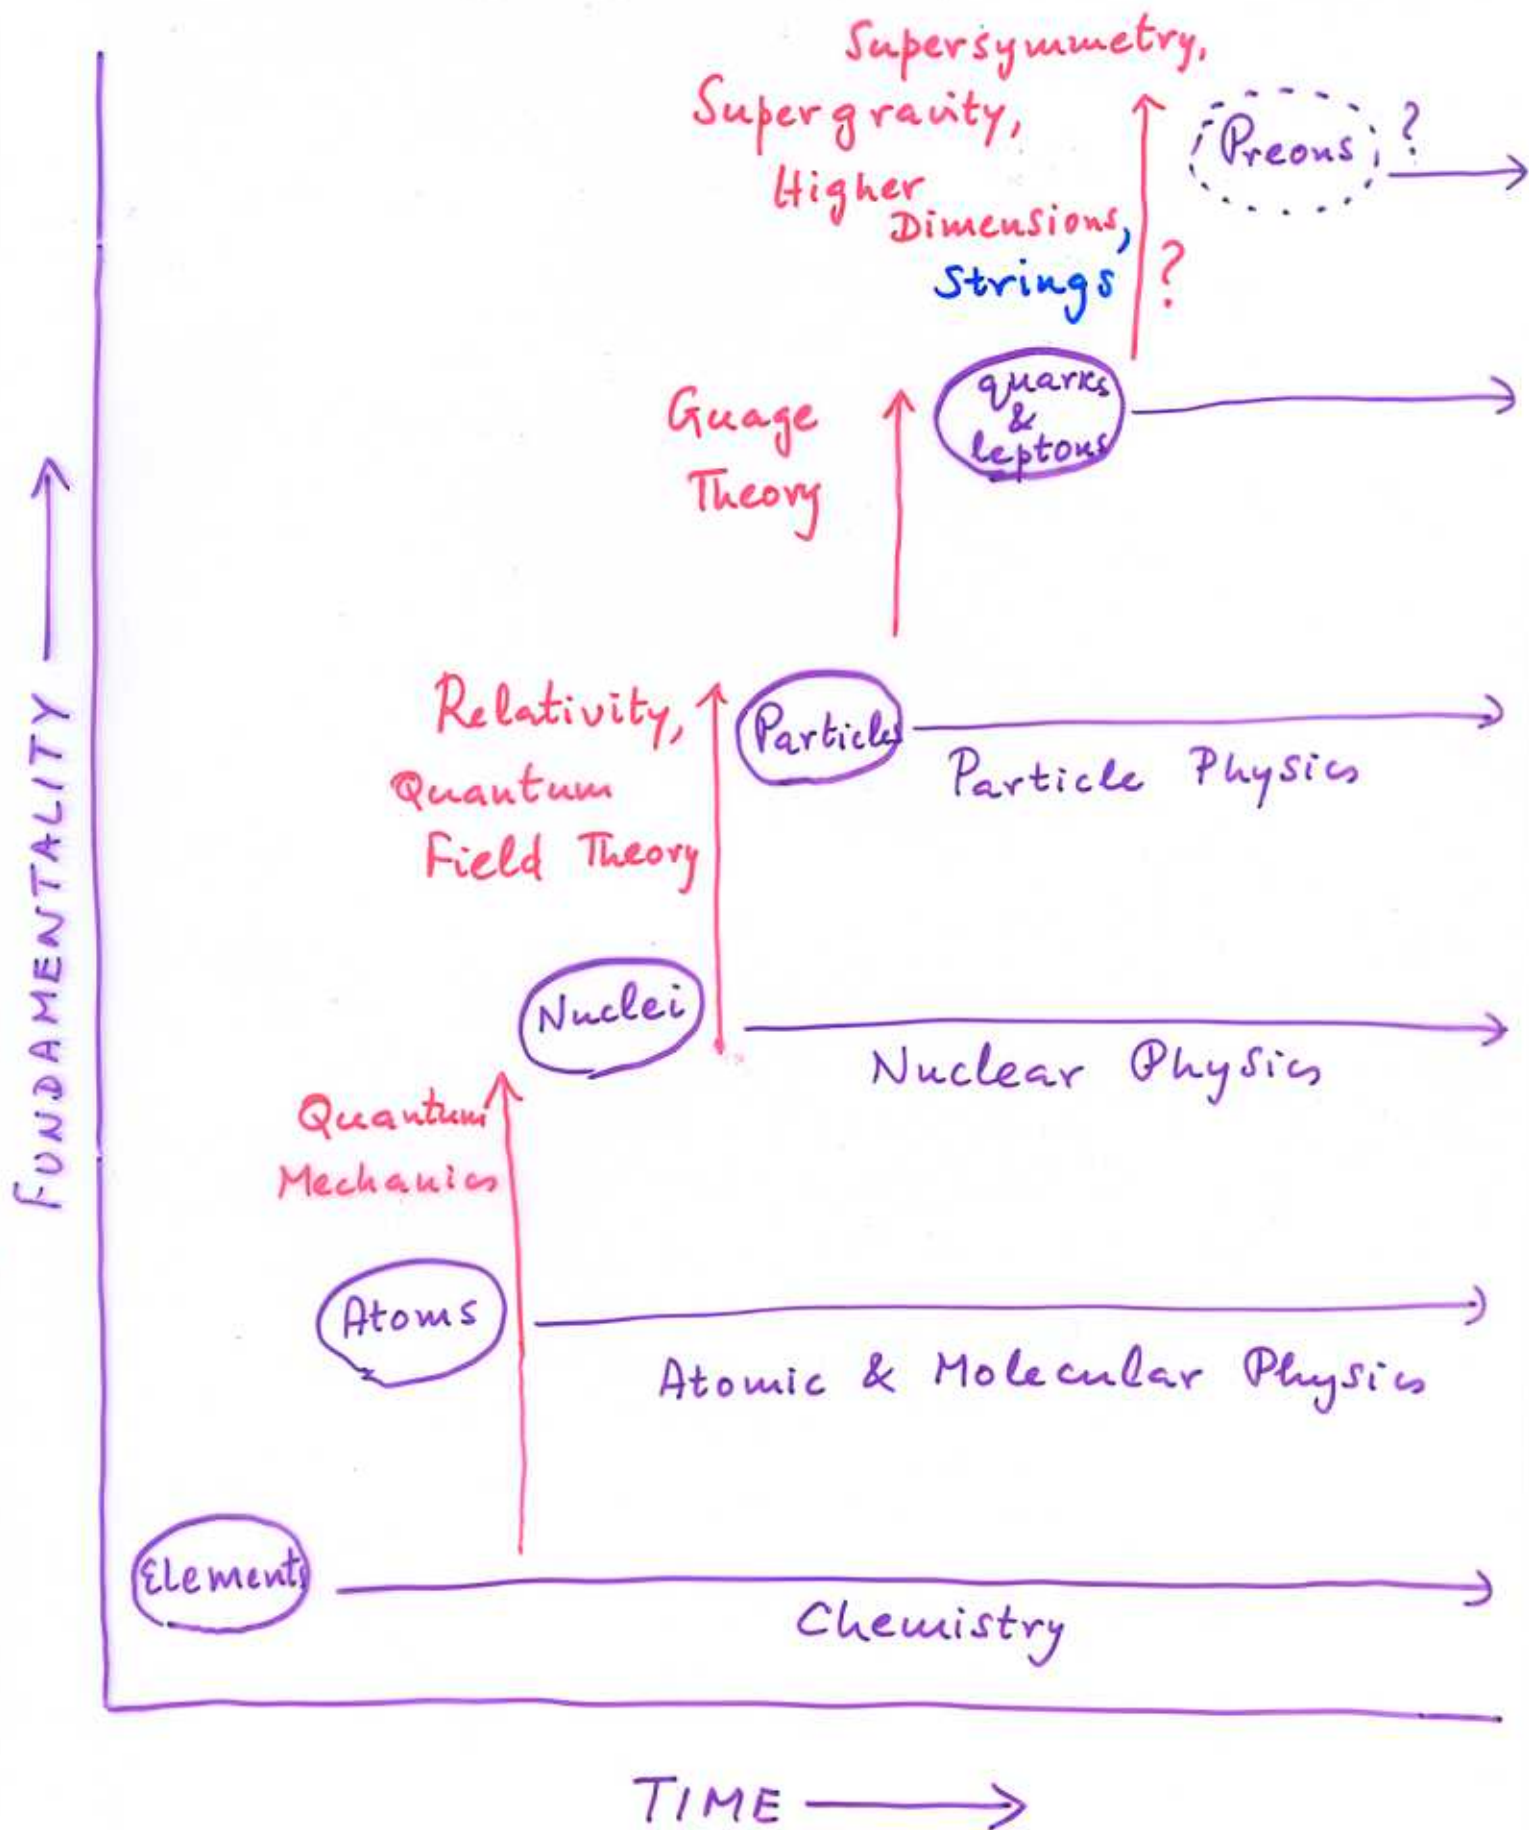 Supersymmetry,
Supergravity,
Higher
Dimensions,
Strings
?
Preons
?
quarks
&
leptons
Guage
Theory
Relativity,
Quantum
Field Theory
Particles
Particle Physics
Nuclei
Nuclear Physics
Quantum
Mechanics
Atoms
Atomic & Molecular Physics
Elements
Chemistry
FUNDAMENTALITY
TIME